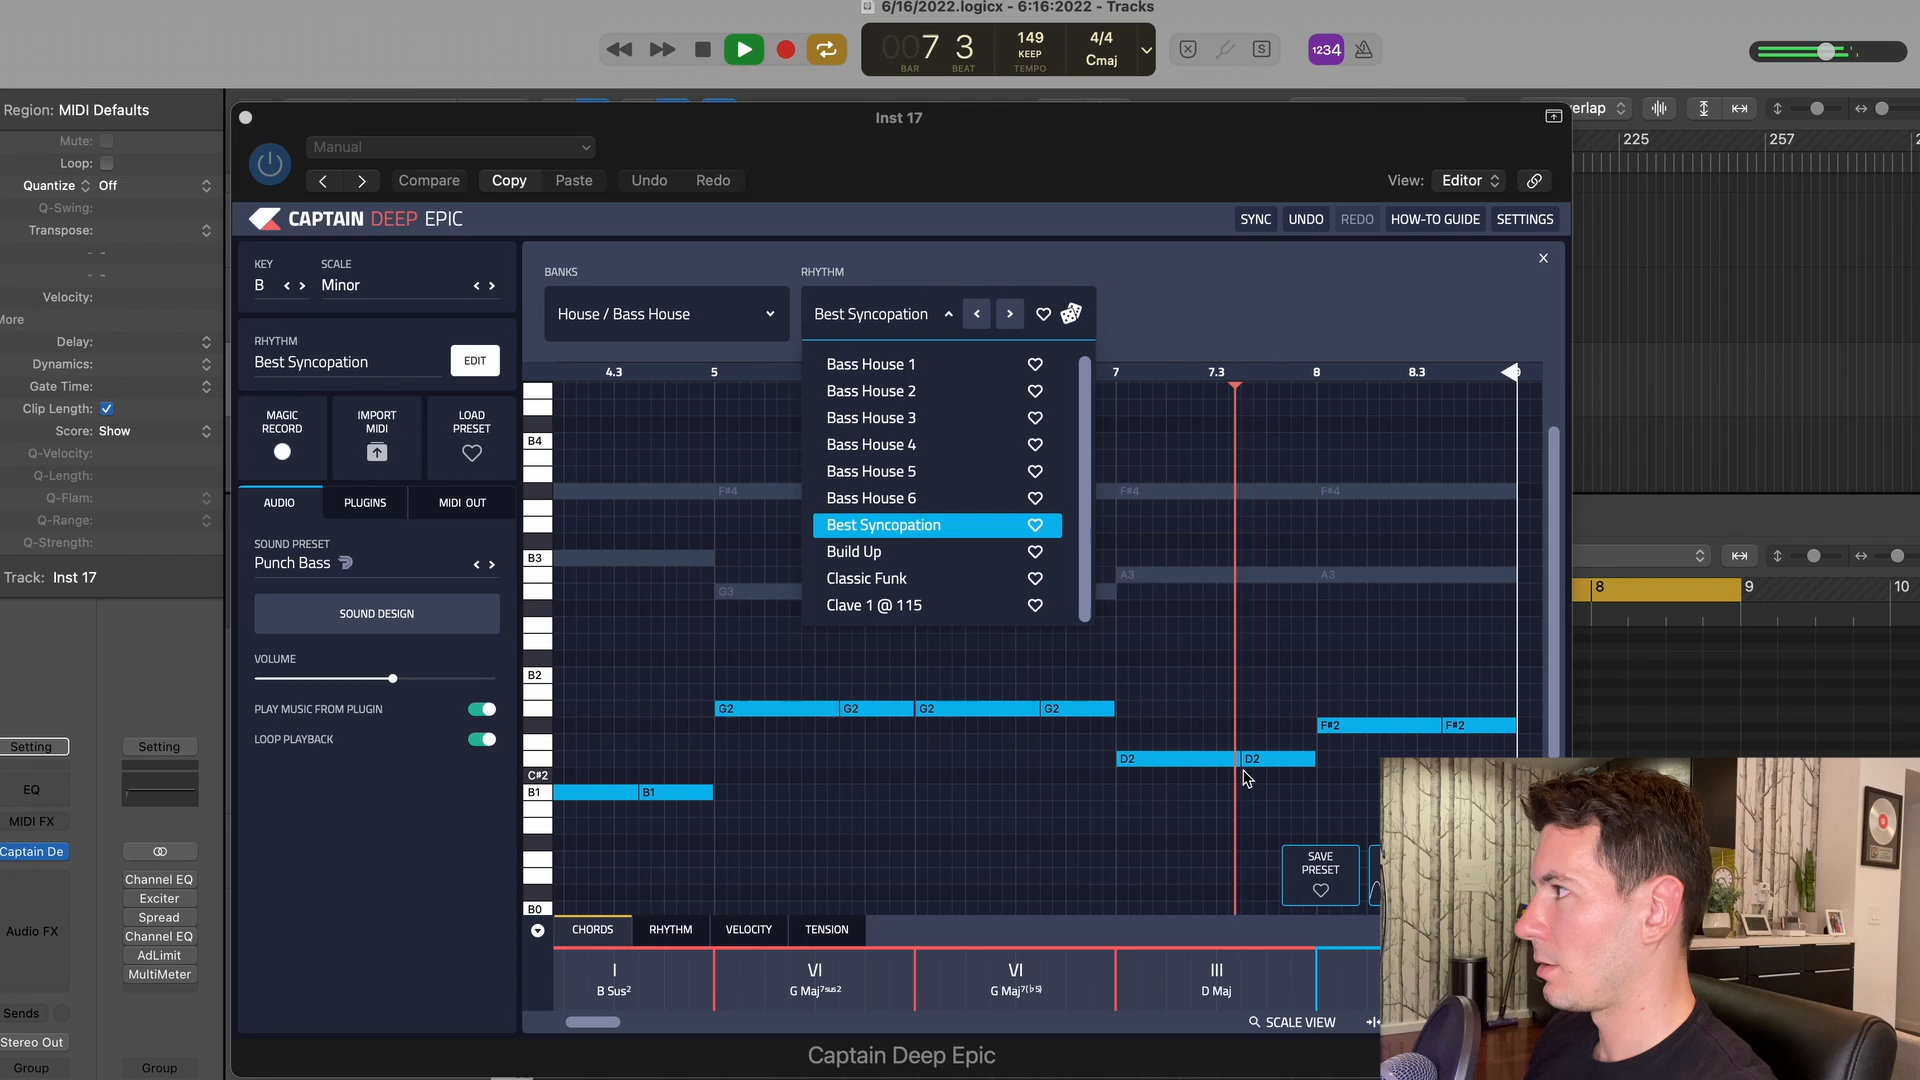 6/16/2022.logicx - 6:16:2022 - Tracks
007 3
BAR BEAT
149
KEEP
TEMPO
4/4
Cmaj
S
1234
Region: MIDI Defaults
Mute:
Loop:
Quantize Off
Q-Swing:
Transpose:
Velocity:
More
Delay:
Dynamics:
Gate Time:
Clip Length:
Score: Show
Q-Velocity:
Q-Length:
Q-Flam:
Q-Range:
Q-Strength:
Track: Inst 17
Setting
Setting
EQ
MIDI FX
Captain De
Audio FX
Channel EQ
Exciter
Spread
Channel EQ
AdLimit
MultiMeter
Sends
Stereo Out
Group
Group
Inst 17
Manual
Compare Copy Paste Undo Redo
View: Editor
CAPTAIN DEEP EPIC
SYNC UNDO REDO HOW-TO GUIDE SETTINGS
KEY SCALE
B Minor
RHYTHM
Best Syncopation EDIT
MAGIC RECORD
IMPORT MIDI
LOAD PRESET
AUDIO PLUGINS MIDI OUT
SOUND PRESET
Punch Bass
SOUND DESIGN
VOLUME
PLAY MUSIC FROM PLUGIN
LOOP PLAYBACK
BANKS RHYTHM
House / Bass House
Best Syncopation
Bass House 1
Bass House 2
Bass House 3
Bass House 4
Bass House 5
Bass House 6
Best Syncopation
Build Up
Classic Funk
Clave 1 @ 115
4.3 5 7 7.3 8 8.3
B4
F#4 F#4 F#4
B3
A3 A3
G3
B2
G2 G2 G2 G2
F#2 F#2
D2 D2
C#2
B1 B1
B0
SAVE
PRESET
CHORDS RHYTHM VELOCITY TENSION
I VI VI III
B Sus² G Maj⁷ˢᵘˢ² G Maj⁷⁽♭⁵⁾ D Maj
SCALE VIEW
Captain Deep Epic
erlap
225 257
8 9 10